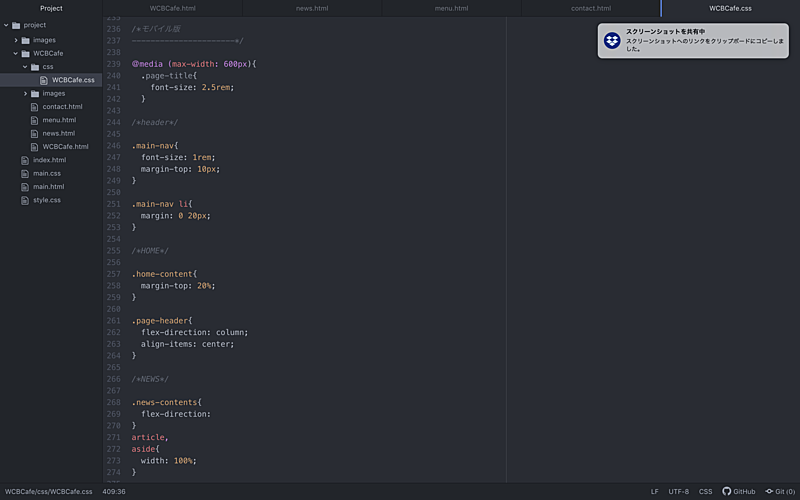 Project
WCBCafe.html
news.html
menu.html
contact.html
WCBCafe.css
project
images
WCBCafe
css
WCBCafe.css
images
contact.html
menu.html
news.html
WCBCafe.html
index.html
main.css
main.html
style.css
235
236 /*モバイル版
237 ----------------------*/
238
239 @media (max-width: 600px){
240 .page-title{
241 font-size: 2.5rem;
242 }
243
244 /*header*/
245
246 .main-nav{
247 font-size: 1rem;
248 margin-top: 10px;
249 }
250
251 .main-nav li{
252 margin: 0 20px;
253 }
254
255 /*HOME*/
256
257 .home-content{
258 margin-top: 20%;
259 }
260
261 .page-header{
262 flex-direction: column;
263 align-items: center;
264 }
265
266 /*NEWS*/
267
268 .news-contents{
269 flex-direction:
270 }
271 article,
272 aside{
273 width: 100%;
274 }
スクリーンショットを共有中
スクリーンショットへのリンクをクリップボードにコピーしま
した。
WCBCafe/css/WCBCafe.css
409:36
LF
UTF-8
CSS
GitHub
Git (0)